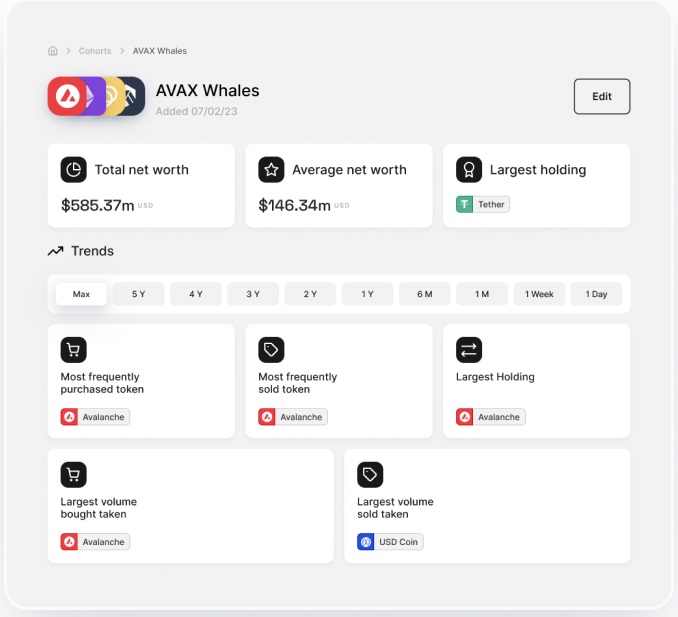 Cohorts
AVAX Whales
AVAX Whales
Added 07/02/23
Edit
Total net worth
$585.37m USD
Average net worth
$146.34m USD
Largest holding
T Tether
Trends
Max
5 Y
4 Y
3 Y
2 Y
1 Y
6 M
1 M
1 Week
1 Day
Most frequently
purchased token
Avalanche
Most frequently
sold token
Avalanche
Largest Holding
Avalanche
Largest volume
bought taken
Avalanche
Largest volume
sold taken
USD Coin